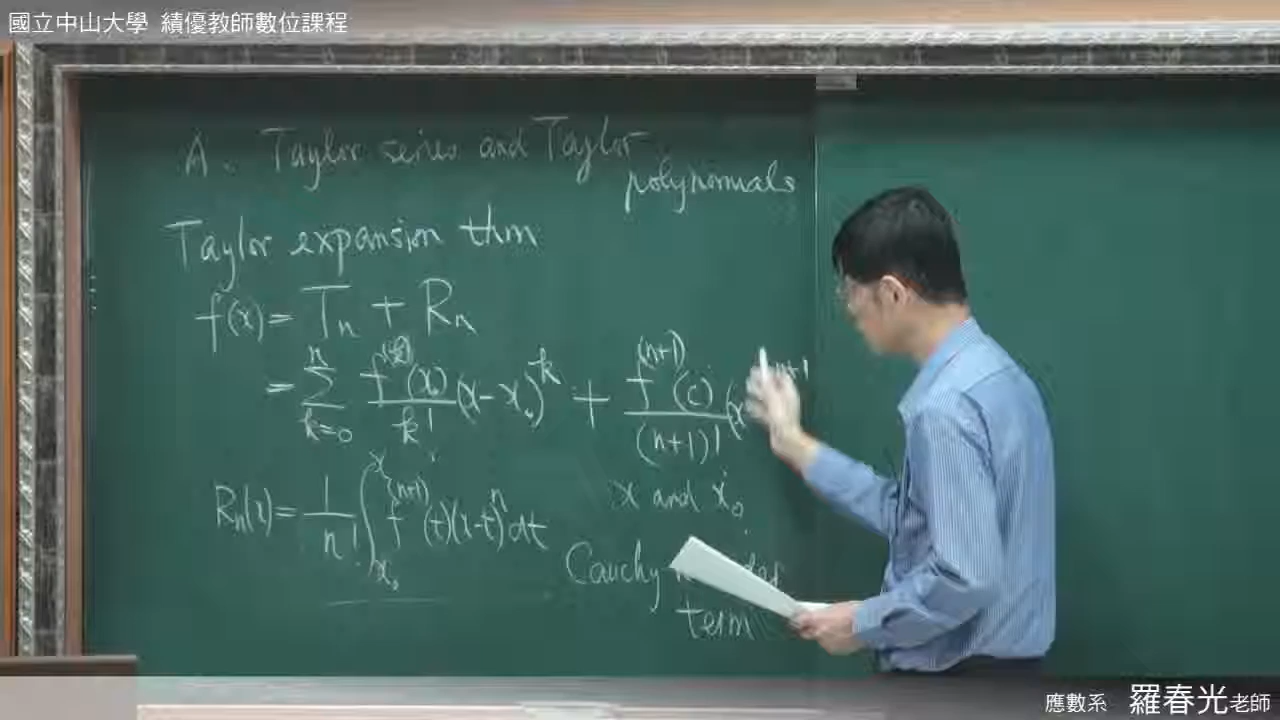 國立中山大學 績優教師數位課程
A. Taylor series and Taylor
polynomials
Taylor expansion thm
f(x)= Tn + Rn
= ∑_{k=0}^{n} f^{(k)}(x)/k! (x-x₀)^k + f^{(n+1)}(c)/(n+1)! (x n+1
x and x₀
Rn(x)= 1/n! ∫_{x₀}^{x} f^{(n+1)}(t)(x-t)^n dt
Cauchy
term
應數系 羅春光老師